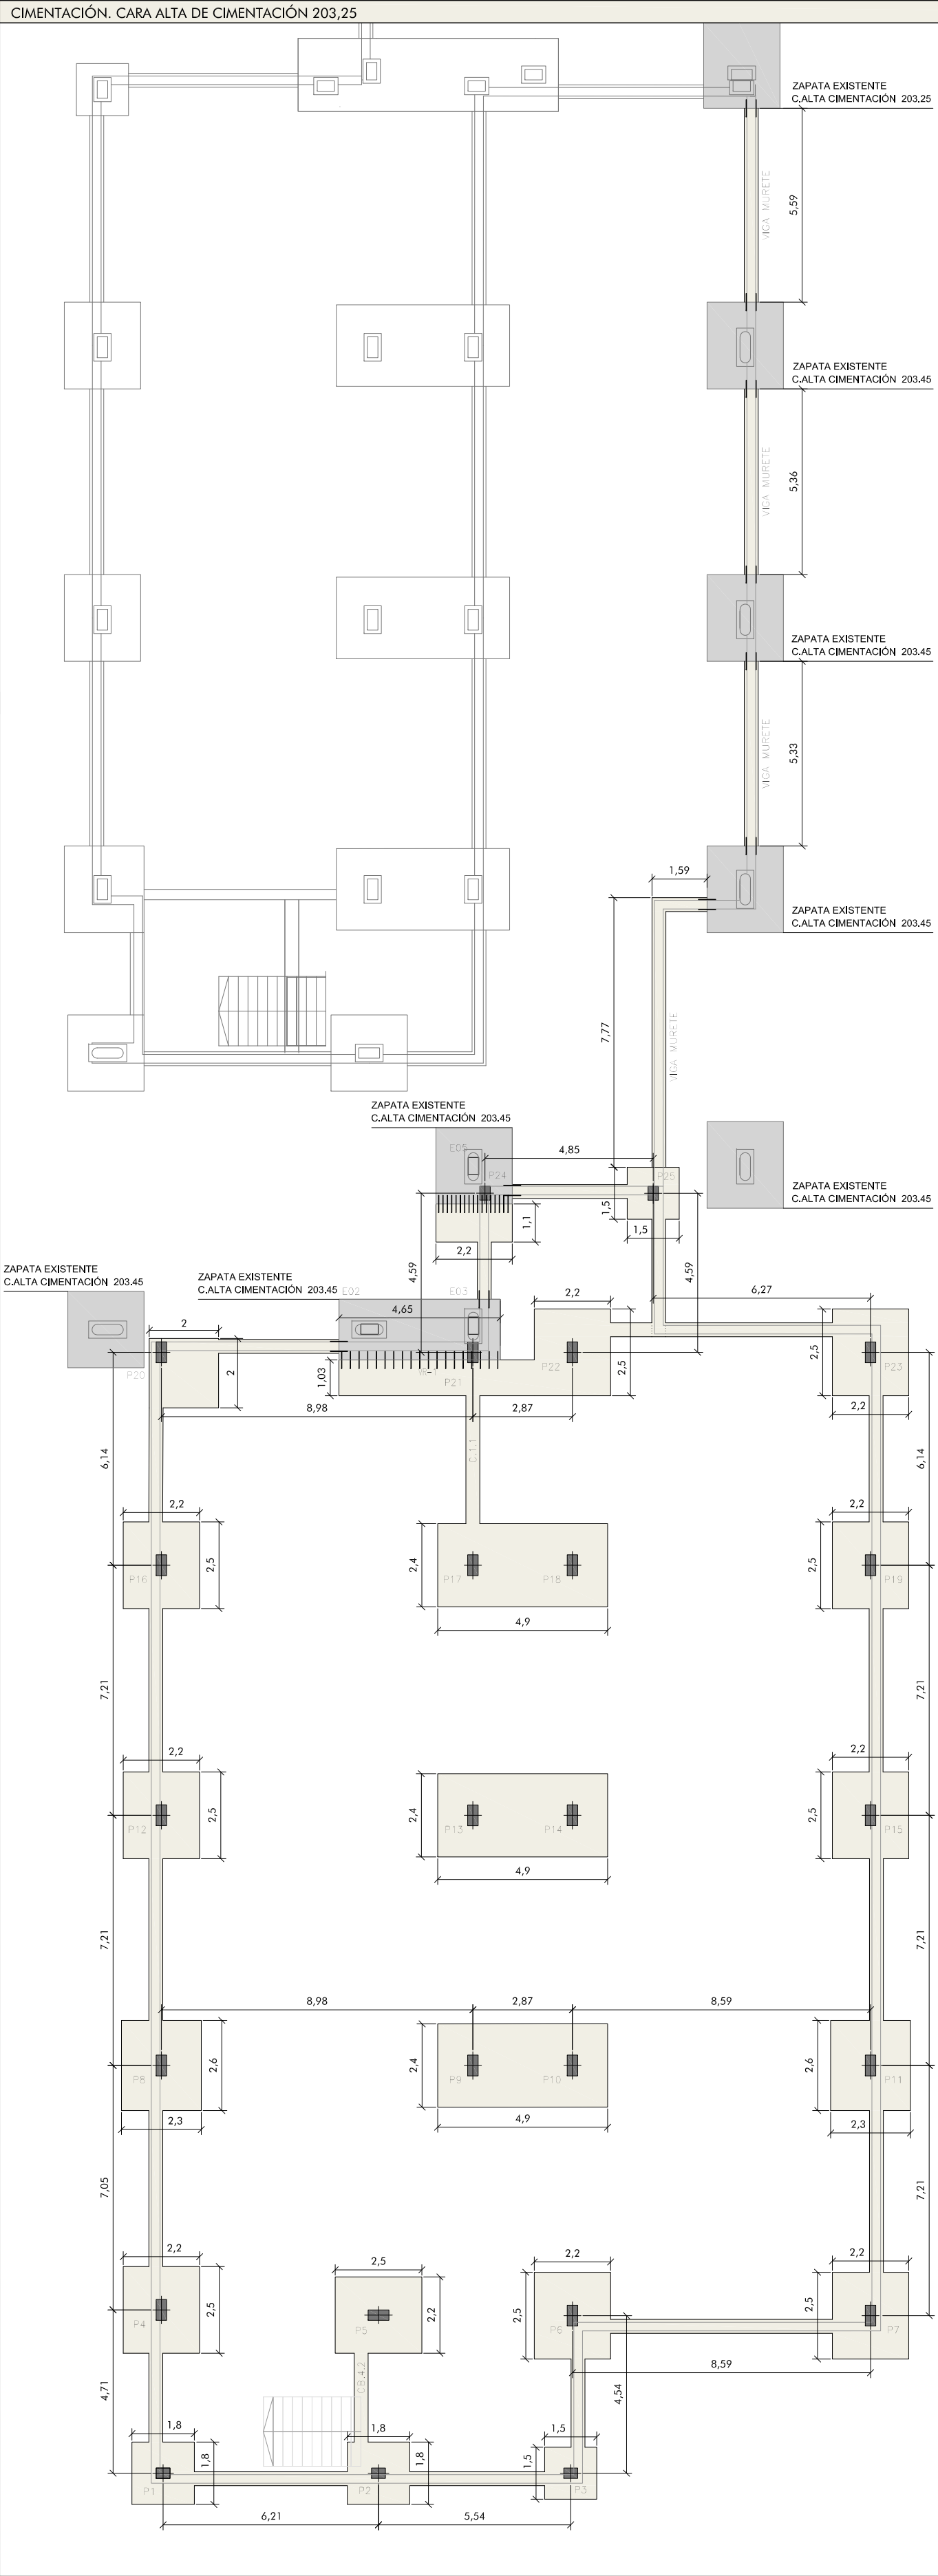 CIMENTACIÓN. CARA ALTA DE CIMENTACIÓN 203,25
ZAPATA EXISTENTE
C.ALTA CIMENTACIÓN 203.25
VIGA MURETE
5,59
ZAPATA EXISTENTE
C.ALTA CIMENTACIÓN 203.45
VIGA MURETE
5,36
ZAPATA EXISTENTE
C.ALTA CIMENTACIÓN 203.45
VIGA MURETE
5,33
1,59
ZAPATA EXISTENTE
C.ALTA CIMENTACIÓN 203.45
7,77
VIGA MURETE
ZAPATA EXISTENTE
C.ALTA CIMENTACIÓN 203.45
E05
4,85
P24
P25
ZAPATA EXISTENTE
C.ALTA CIMENTACIÓN 203.45
1,5
1,1
1,5
2,2
4,59
4,59
ZAPATA EXISTENTE
C.ALTA CIMENTACIÓN 203.45
ZAPATA EXISTENTE
C.ALTA CIMENTACIÓN 203.45
E02
E03
6,27
2,2
4,65
2
P20
2
1,03
P21
P22
2,5
2,5
P23
2,2
8,98
2,87
6,14
C.1.1
6,14
2,2
2,2
P16
2,5
2,4
P17
P18
2,5
P19
4,9
7,21
7,21
2,2
2,2
P12
2,5
2,4
P13
P14
2,5
P15
4,9
7,21
7,21
8,98
2,87
8,59
P8
2,6
2,4
P9
P10
2,6
P11
2,3
4,9
2,3
7,05
7,21
2,2
2,5
2,2
2,2
P4
2,5
P5
2,2
2,5
P6
2,5
P7
CB.4.2
8,59
4,71
4,54
1,8
1,8
1,5
P1
1,8
P2
1,8
1,5
P3
6,21
5,54